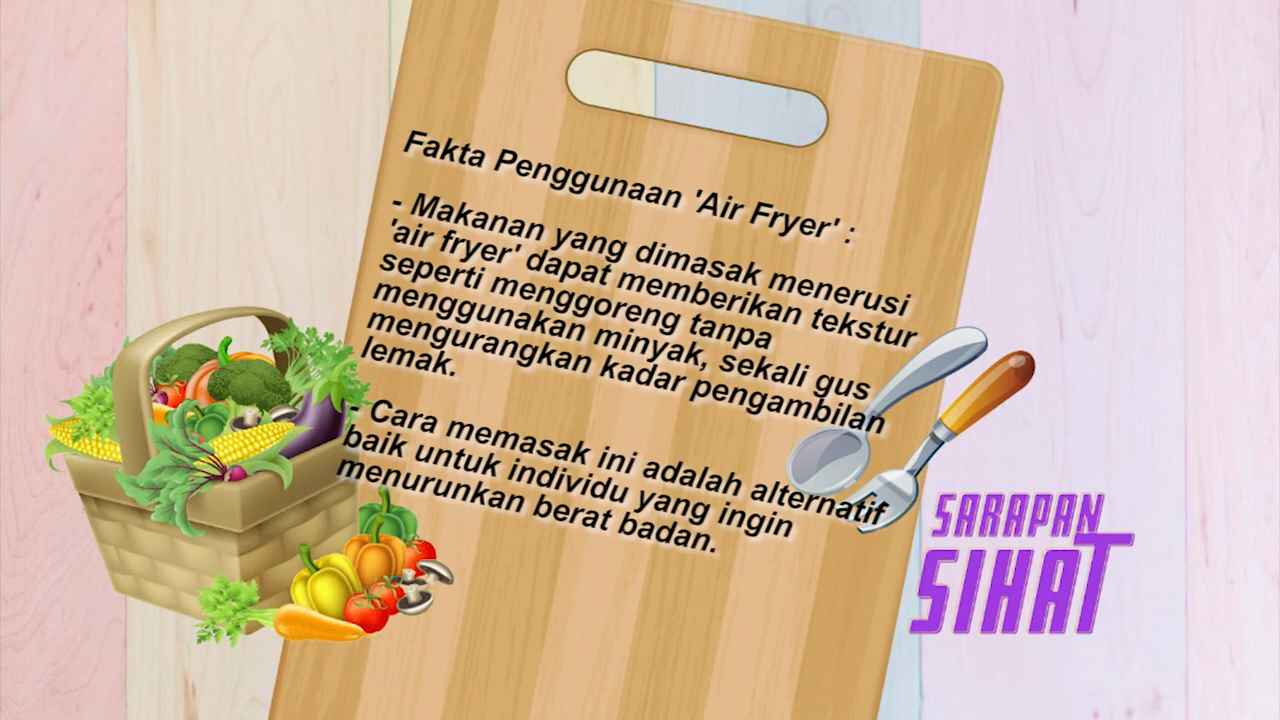 Fakta Penggunaan 'Air Fryer' :
- Makanan yang dimasak menerusi
'air fryer' dapat memberikan tekstur
seperti menggoreng tanpa
menggunakan minyak, sekali gus
mengurangkan kadar pengambilan
lemak.
- Cara memasak ini adalah alternatif
baik untuk individu yang ingin
menurunkan berat badan.
SARAPAN
SIHAT